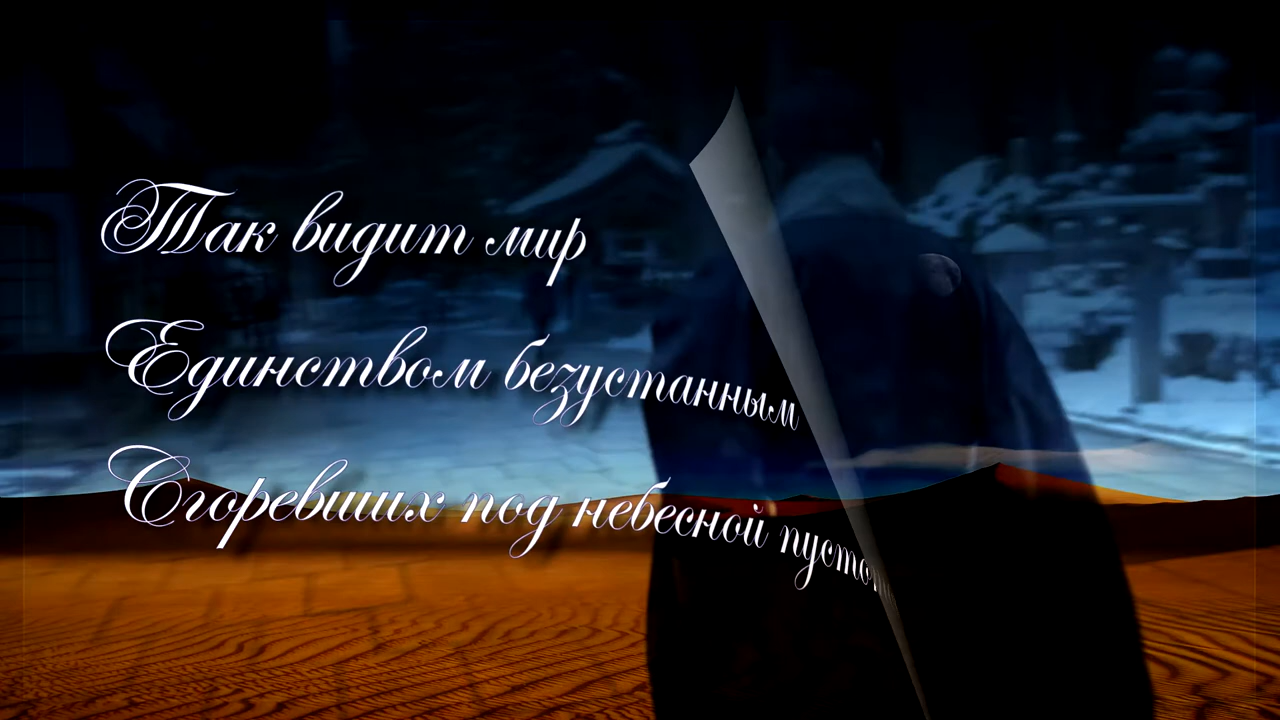 Так видит мир
Единством безустанным
Сгоревших под небесной